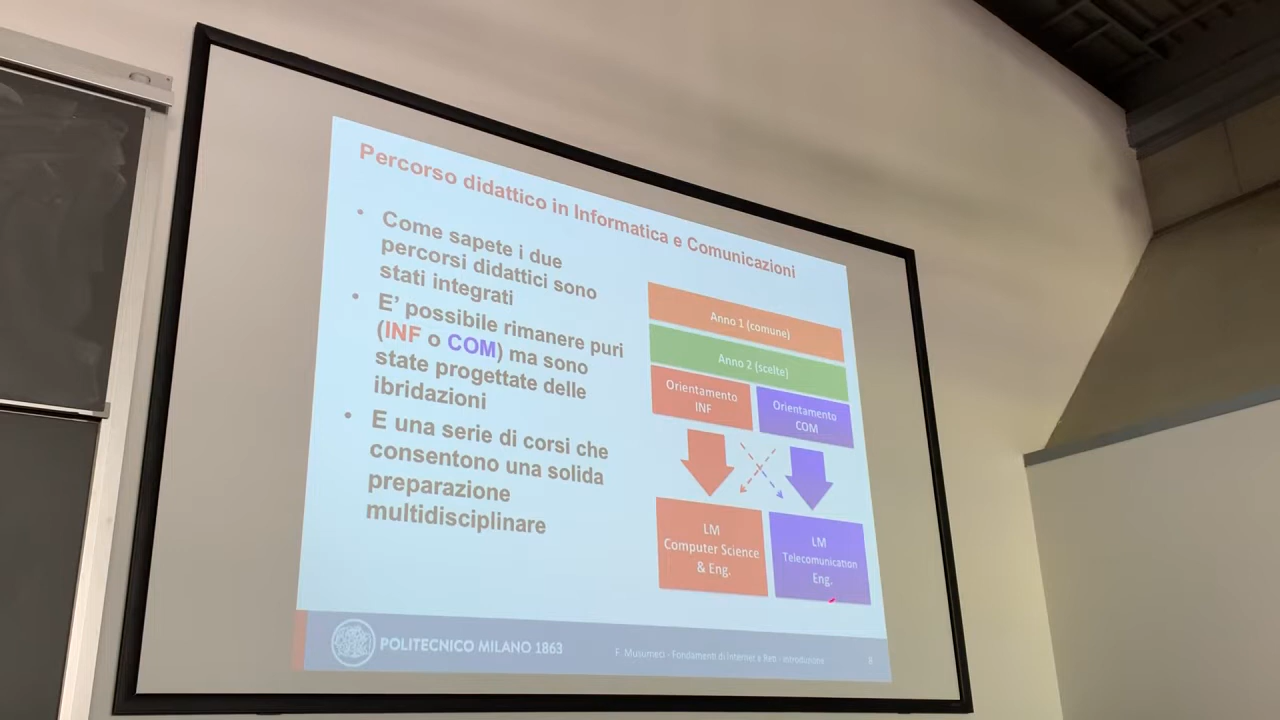 Percorso didattico in Informatica e Comunicazioni
• Come sapete i due
percorsi didattici sono
stati integrati
• E' possibile rimanere puri
(INF o COM) ma sono
state progettate delle
ibridazioni
• E una serie di corsi che
consentono una solida
preparazione
multidisciplinare
Anno 1 (comune)
Anno 2 (scelte)
Orientamento
INF
Orientamento
COM
LM
Computer Science
& Eng.
LM
Telecomunication
Eng.
POLITECNICO MILANO 1863
F. Musumeci - Fondamenti di Internet e Reti - introduzione
8